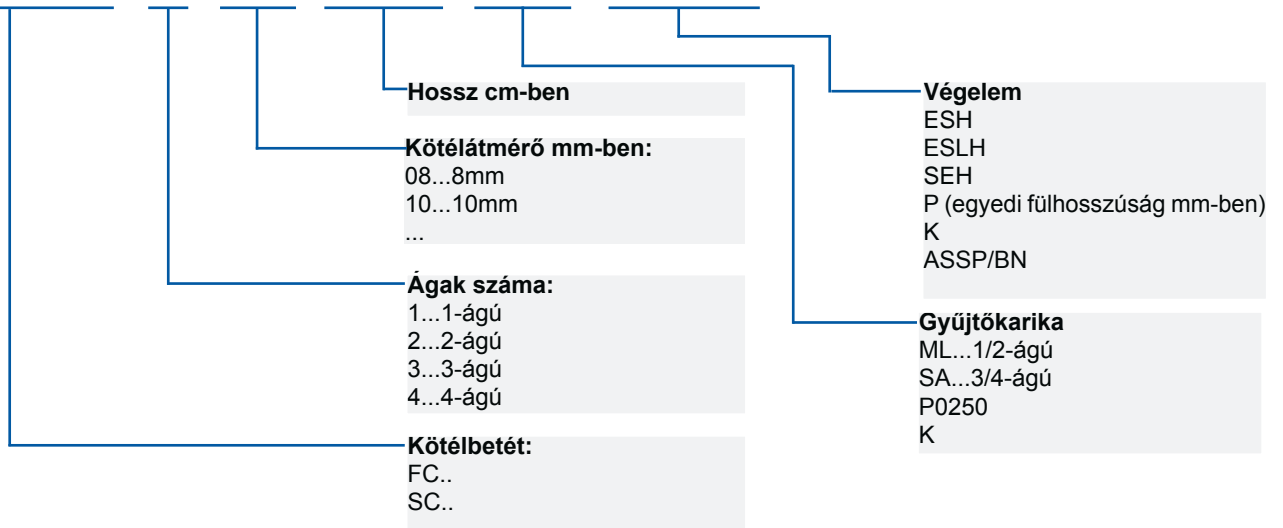 Hossz cm-ben
Kötélátmérő mm-ben:
08...8mm
10...10mm
...
Ágak száma:
1...1-ágú
2...2-ágú
3...3-ágú
4...4-ágú
Kötélbetét:
FC..
SC..
Végelem
ESH
ESLH
SEH
P (egyedi fülhosszúság mm-ben)
K
ASSP/BN
Gyűjtőkarika
ML...1/2-ágú
SA...3/4-ágú
P0250
K